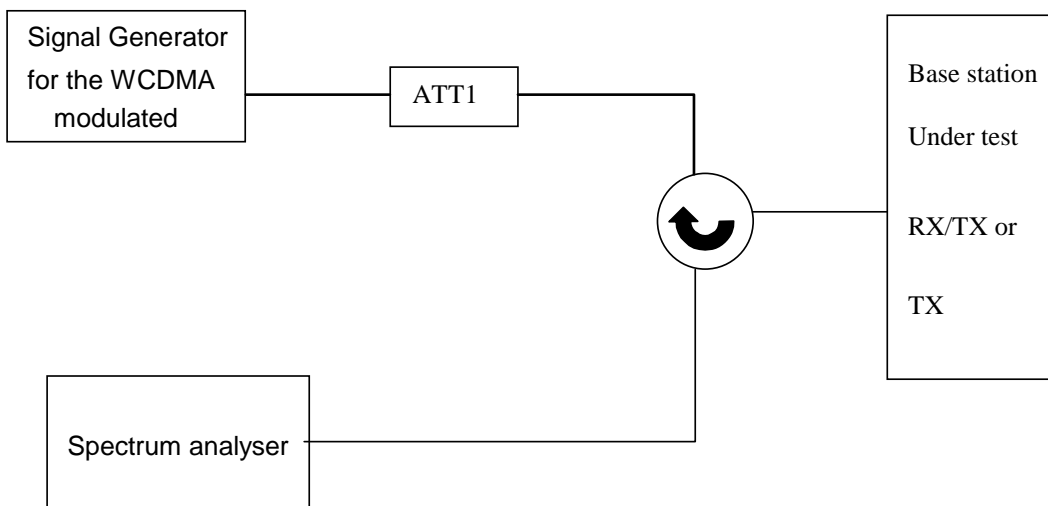 Signal Generator
for the WCDMA
modulated
ATT1
Base station
Under test
RX/TX or
TX
Spectrum analyser